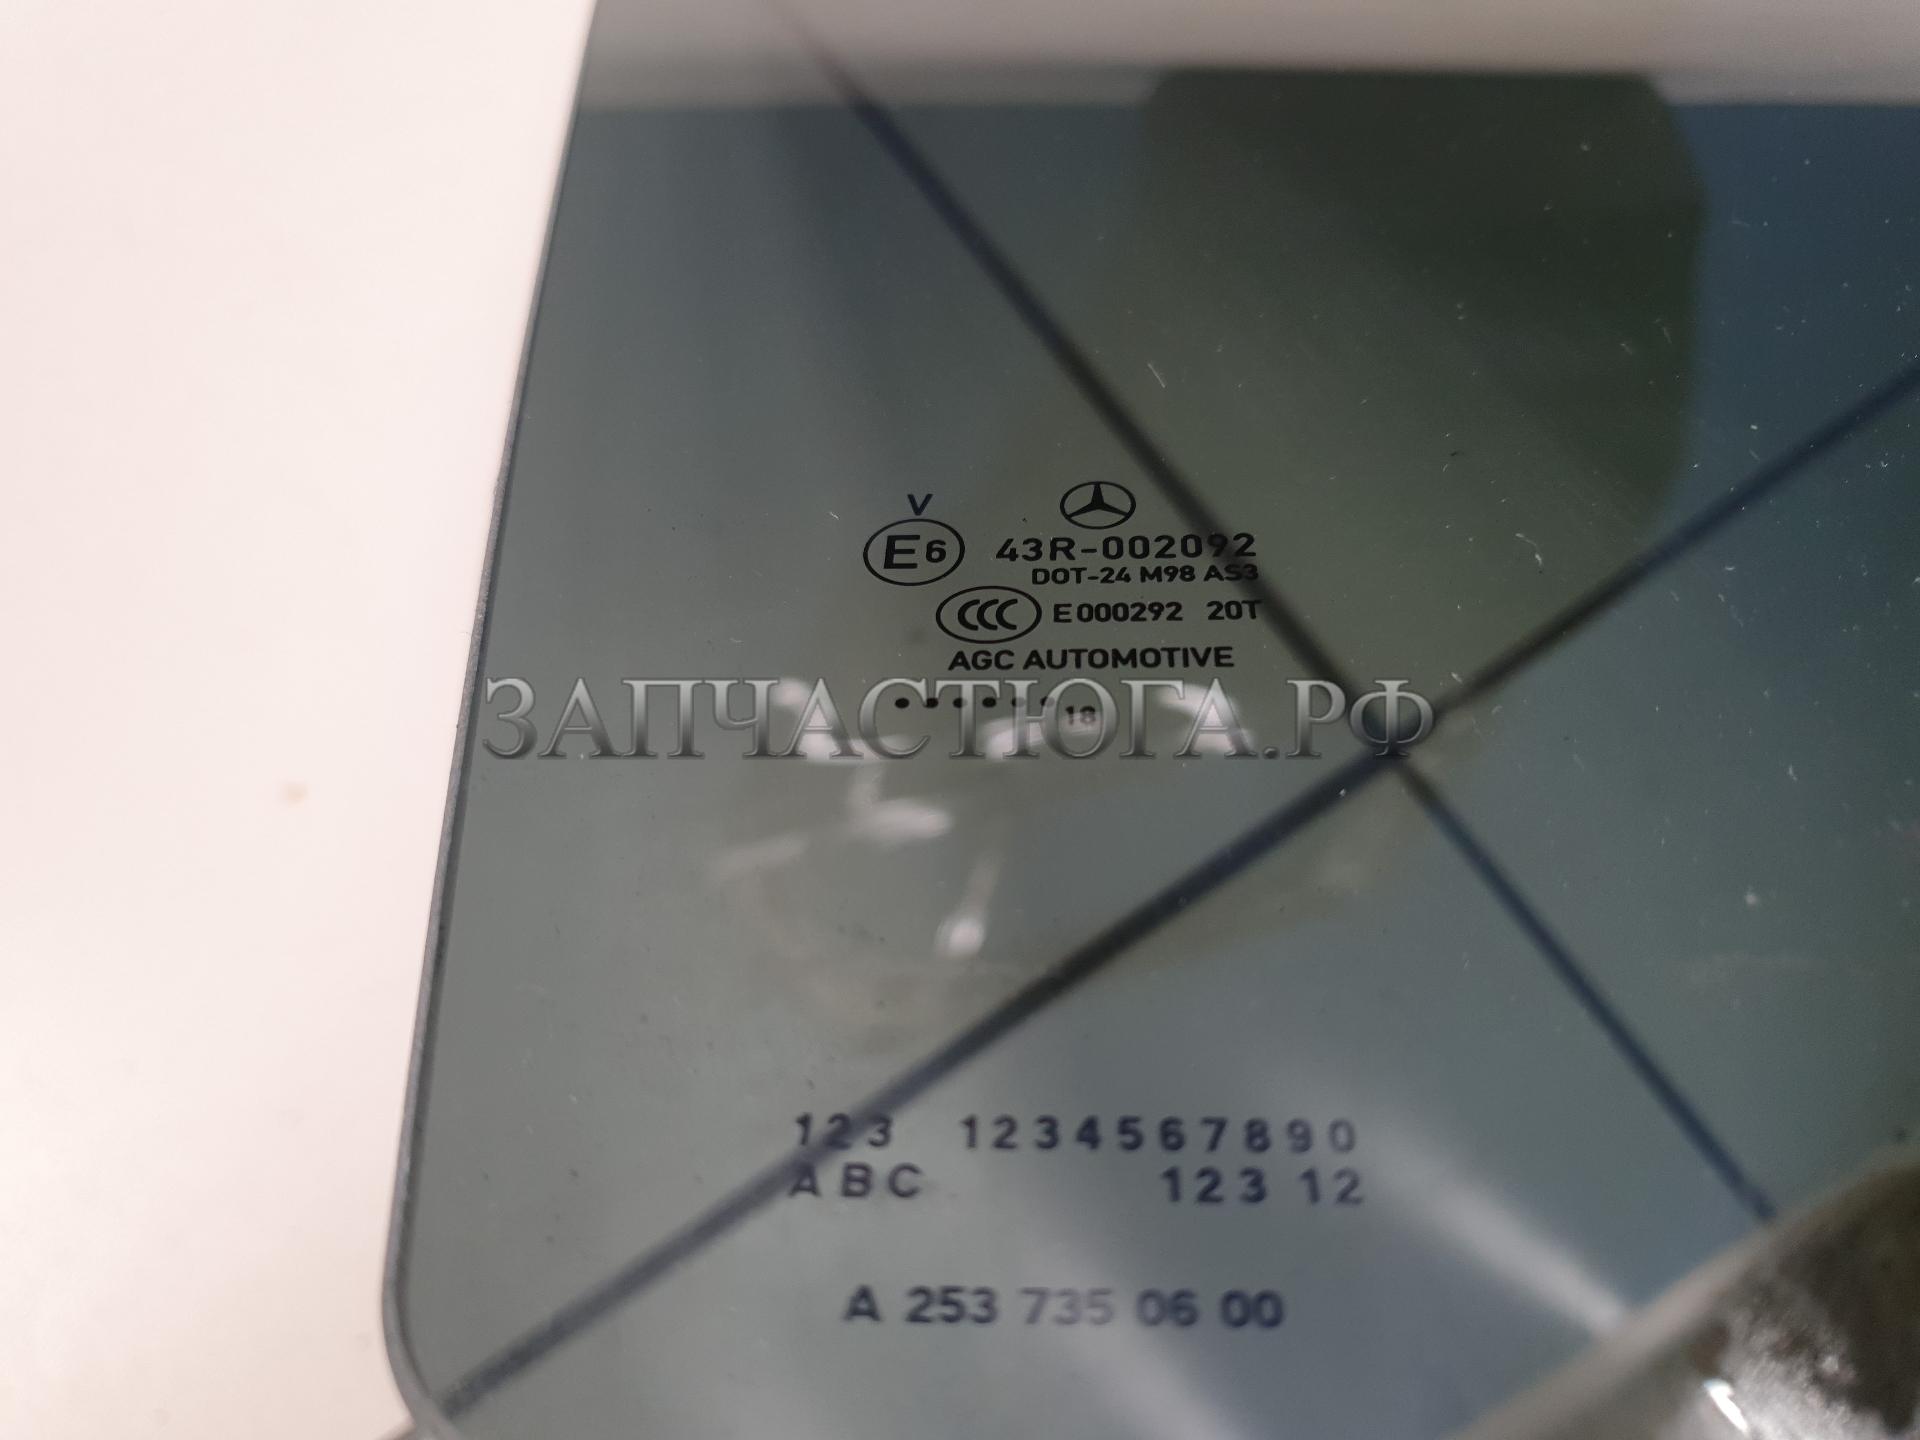 V
E6 43R-002092
DOT-24 M98 AS3
CCC E000292 20T
AGC AUTOMOTIVE
ЗАПЧАСТЮГА.РФ
••••••18
123 1234567890
ABC 123 12
A 253 735 06 00